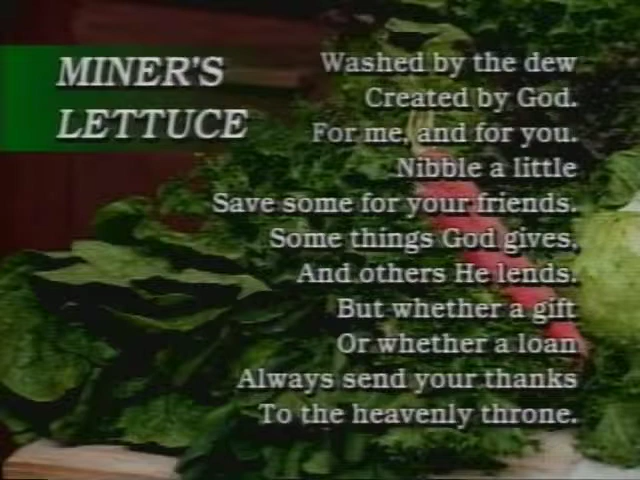 MINER'S
LETTUCE
Washed by the dew
Created by God.
For me, and for you.
Nibble a little
Save some for your friends.
Some things God gives,
And others He lends.
But whether a gift
Or whether a loan
Always send your thanks
To the heavenly throne.